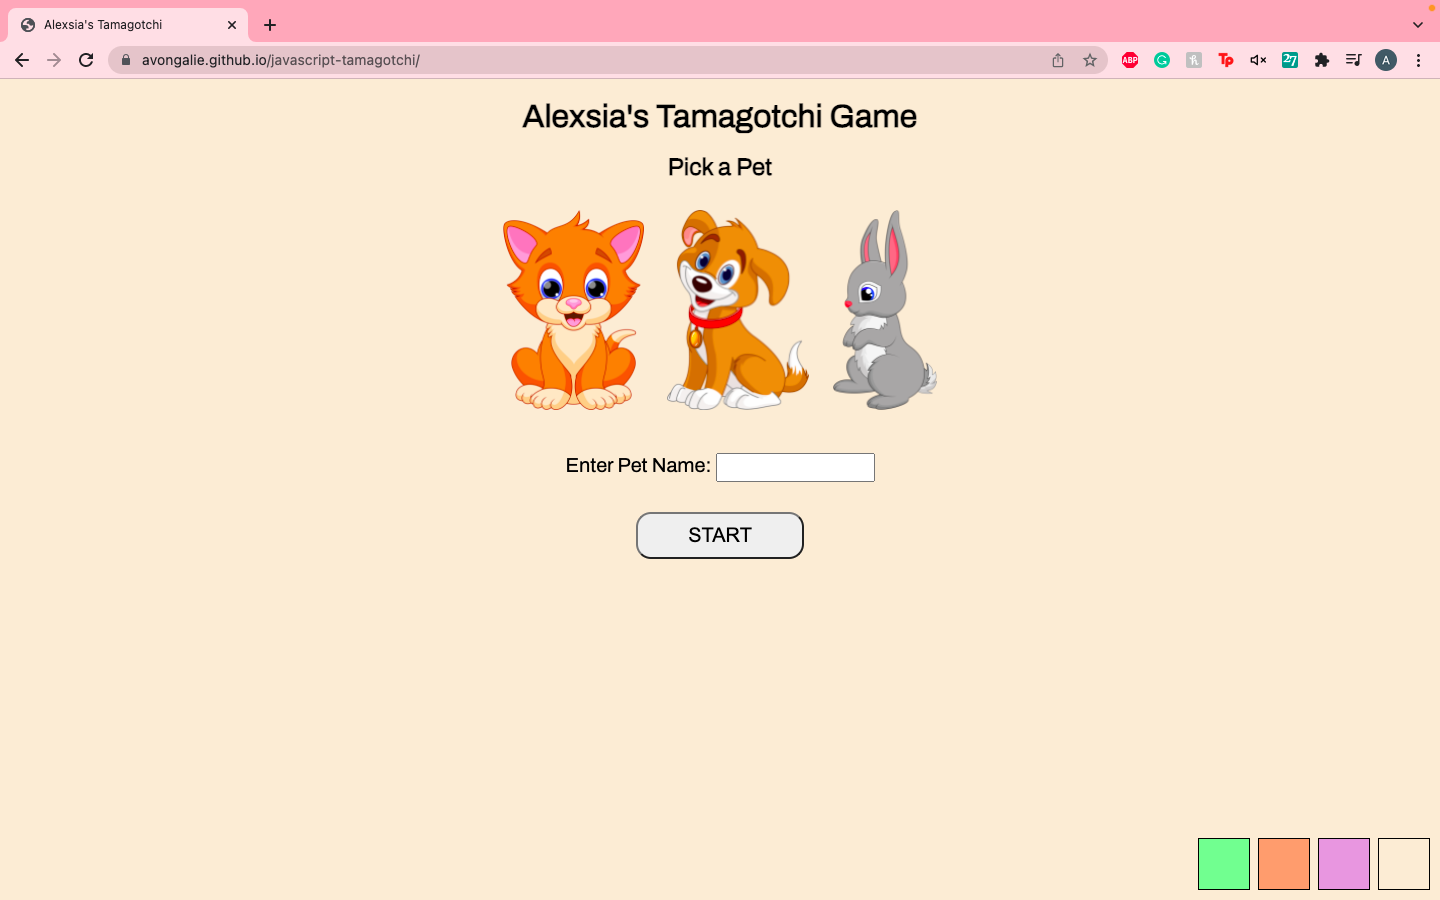 Alexsia's Tamagotchi
avongalie.github.io/javascript-tamagotchi/
ABP
G
Tp
27
A
Alexsia's Tamagotchi Game
Pick a Pet
Enter Pet Name:
START